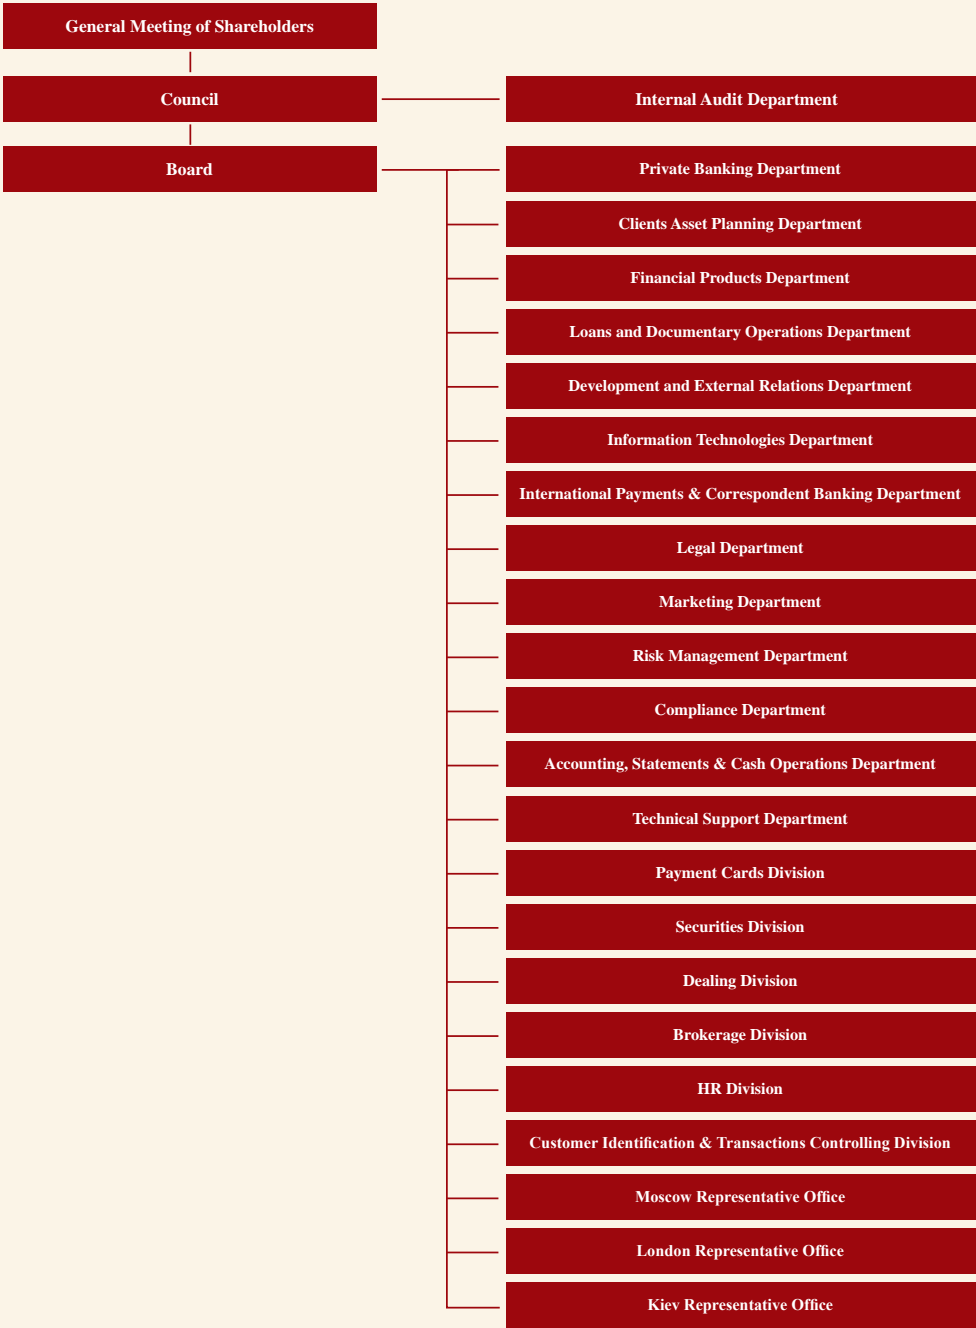 General Meeting of Shareholders
Council
Internal Audit Department
Board
Private Banking Department
Clients Asset Planning Department
Financial Products Department
Loans and Documentary Operations Department
Development and External Relations Department
Information Technologies Department
International Payments & Correspondent Banking Department
Legal Department
Marketing Department
Risk Management Department
Compliance Department
Accounting, Statements & Cash Operations Department
Technical Support Department
Payment Cards Division
Securities Division
Dealing Division
Brokerage Division
HR Division
Customer Identification & Transactions Controlling Division
Moscow Representative Office
London Representative Office
Kiev Representative Office